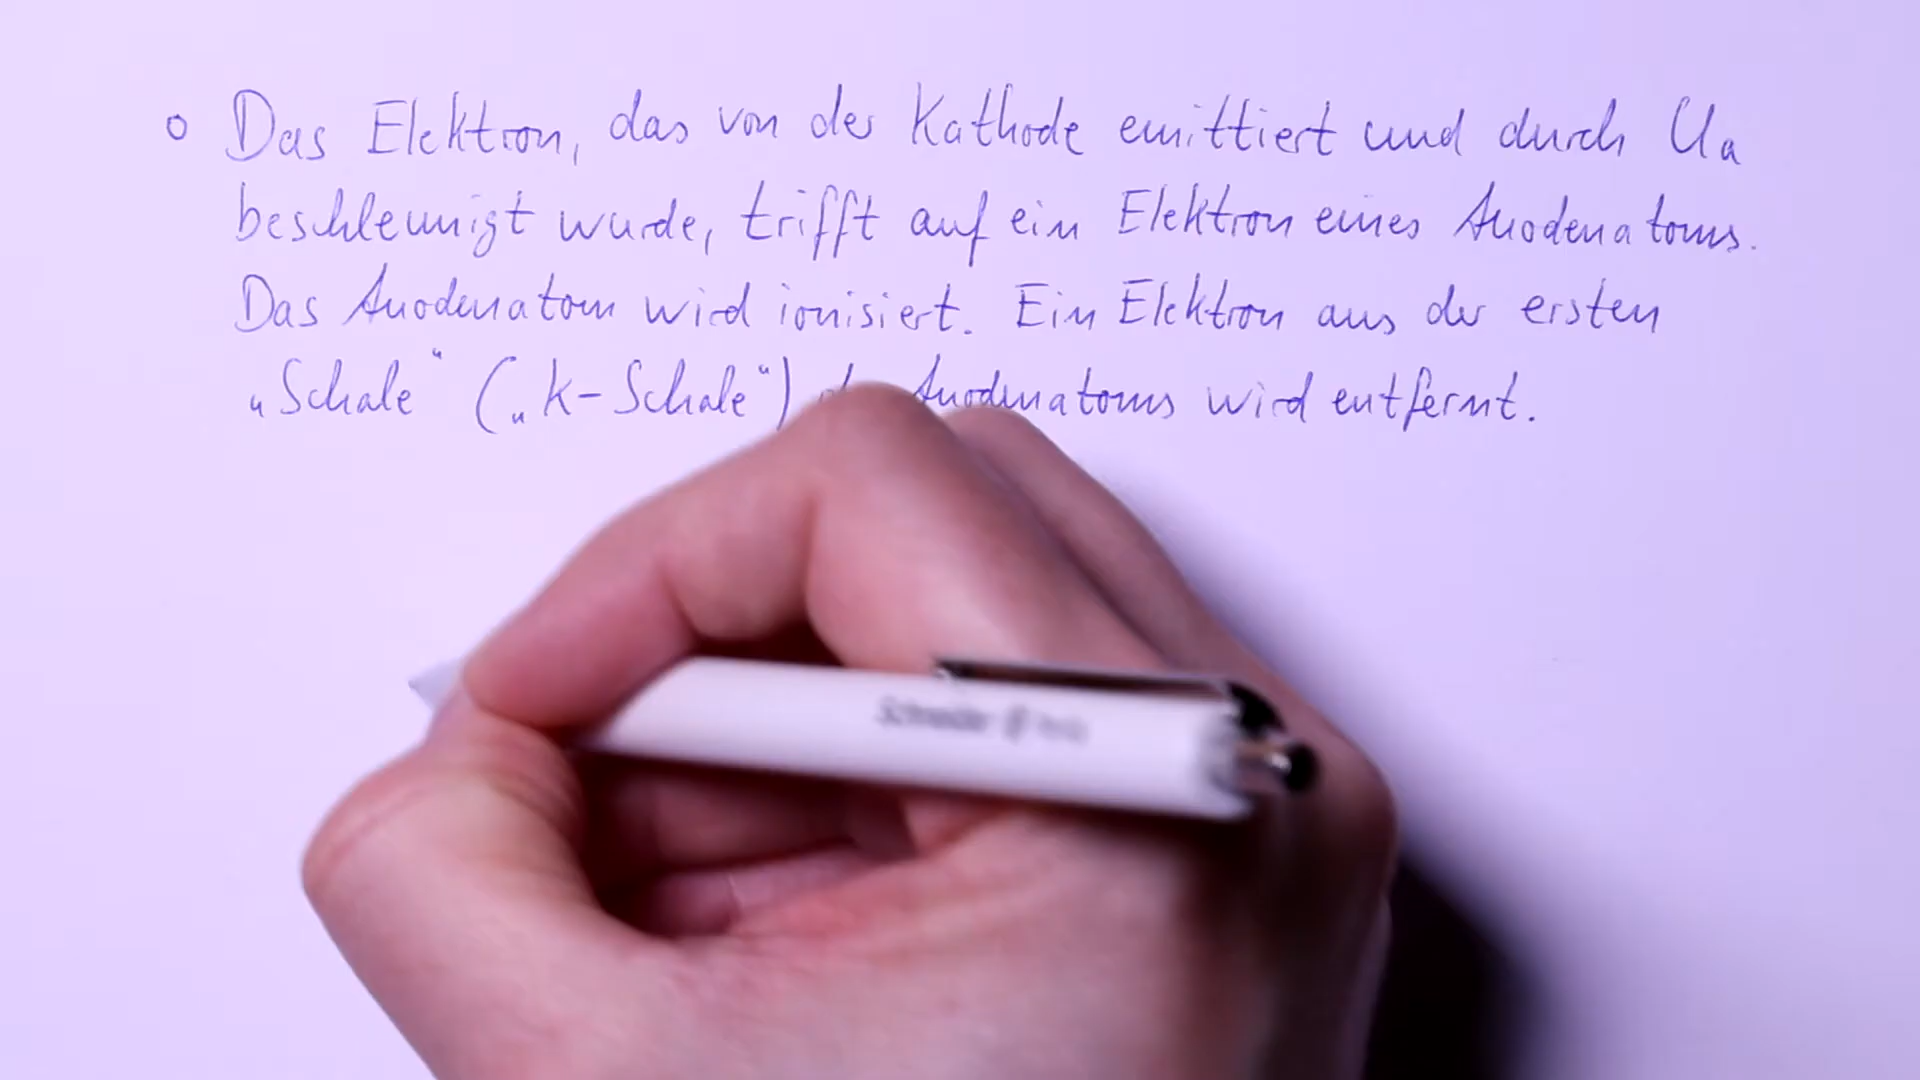 o Das Elektron, das von der Kathode emittiert und durch Ua
beschleunigt wurde, trifft auf ein Elektron eines Anodenatoms.
Das Anodenatom wird ionisiert. Ein Elektron aus der ersten
„Schale“ („K-Schale“) Anodenatoms wird entfernt.
Schneider